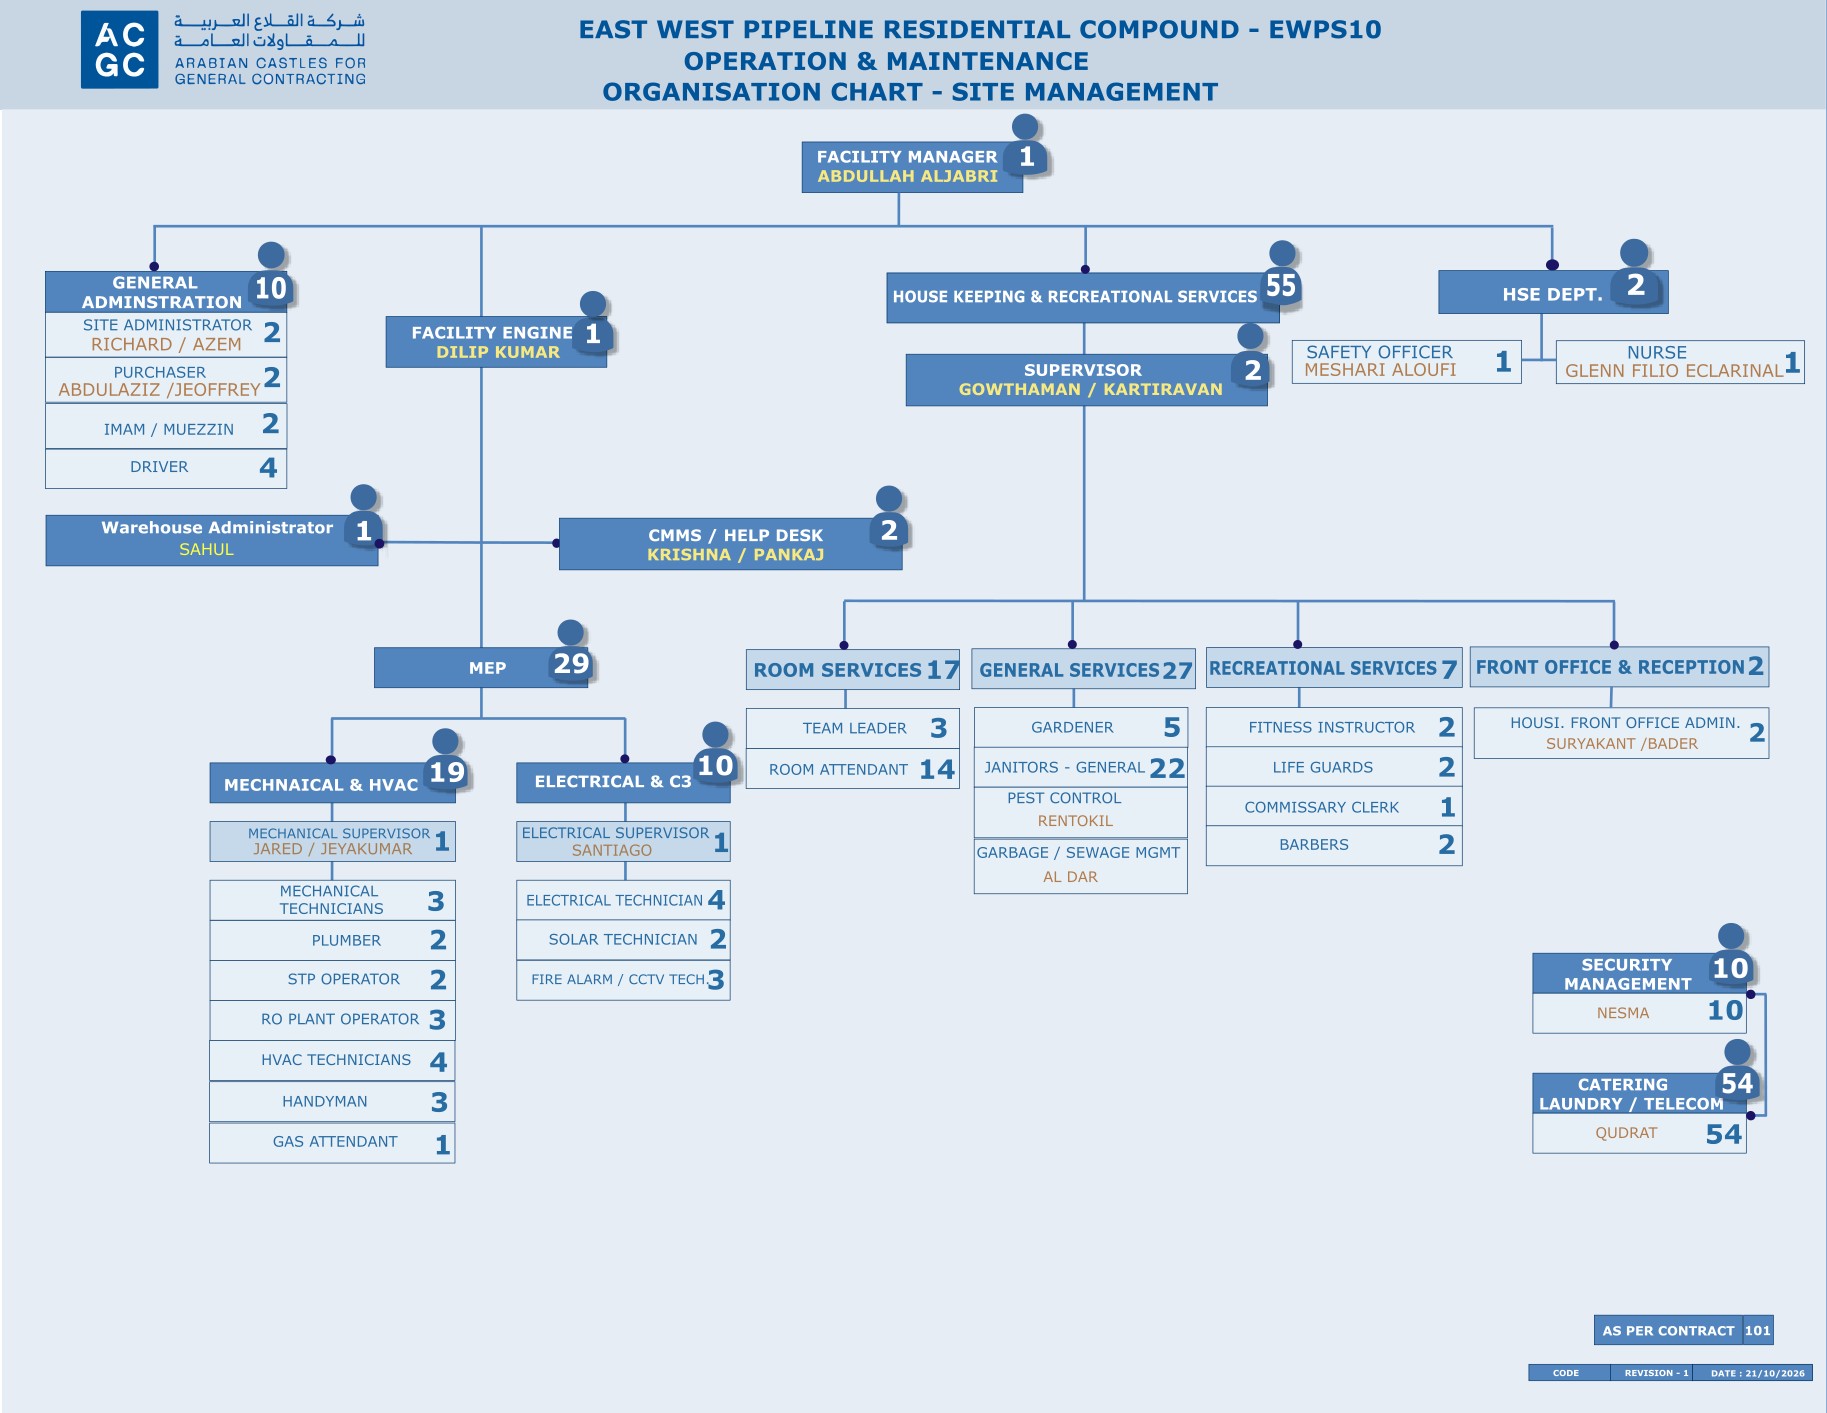 AC
GC
شركة القلاع العربية
للمقاولات العامة
ARABIAN CASTLES FOR
GENERAL CONTRACTING
EAST WEST PIPELINE RESIDENTIAL COMPOUND - EWPS10
OPERATION & MAINTENANCE
ORGANISATION CHART - SITE MANAGEMENT
FACILITY MANAGER 1
ABDULLAH ALJABRI
GENERAL
ADMINSTRATION 10
SITE ADMINISTRATOR 2
RICHARD / AZEM
PURCHASER 2
ABDULAZIZ /JEOFFREY
IMAM / MUEZZIN 2
DRIVER 4
FACILITY ENGINE 1
DILIP KUMAR
HOUSE KEEPING & RECREATIONAL SERVICES 55
SUPERVISOR 2
GOWTHAMAN / KARTIRAVAN
HSE DEPT. 2
SAFETY OFFICER 1
MESHARI ALOUFI
NURSE 1
GLENN FILIO ECLARINAL
Warehouse Administrator 1
SAHUL
CMMS / HELP DESK 2
KRISHNA / PANKAJ
MEP 29
MECHNAICAL & HVAC 19
MECHANICAL SUPERVISOR 1
JARED / JEYAKUMAR
MECHANICAL
TECHNICIANS 3
PLUMBER 2
STP OPERATOR 2
RO PLANT OPERATOR 3
HVAC TECHNICIANS 4
HANDYMAN 3
GAS ATTENDANT 1
ELECTRICAL & C3 10
ELECTRICAL SUPERVISOR 1
SANTIAGO
ELECTRICAL TECHNICIAN 4
SOLAR TECHNICIAN 2
FIRE ALARM / CCTV TECH. 3
ROOM SERVICES 17
TEAM LEADER 3
ROOM ATTENDANT 14
GENERAL SERVICES 27
GARDENER 5
JANITORS - GENERAL 22
PEST CONTROL
RENTOKIL
GARBAGE / SEWAGE MGMT
AL DAR
RECREATIONAL SERVICES 7
FITNESS INSTRUCTOR 2
LIFE GUARDS 2
COMMISSARY CLERK 1
BARBERS 2
FRONT OFFICE & RECEPTION 2
HOUSI. FRONT OFFICE ADMIN. 2
SURYAKANT /BADER
SECURITY
MANAGEMENT 10
NESMA 10
CATERING
LAUNDRY / TELECOM 54
QUDRAT 54
AS PER CONTRACT 101
CODE REVISION - 1 DATE : 21/10/2026